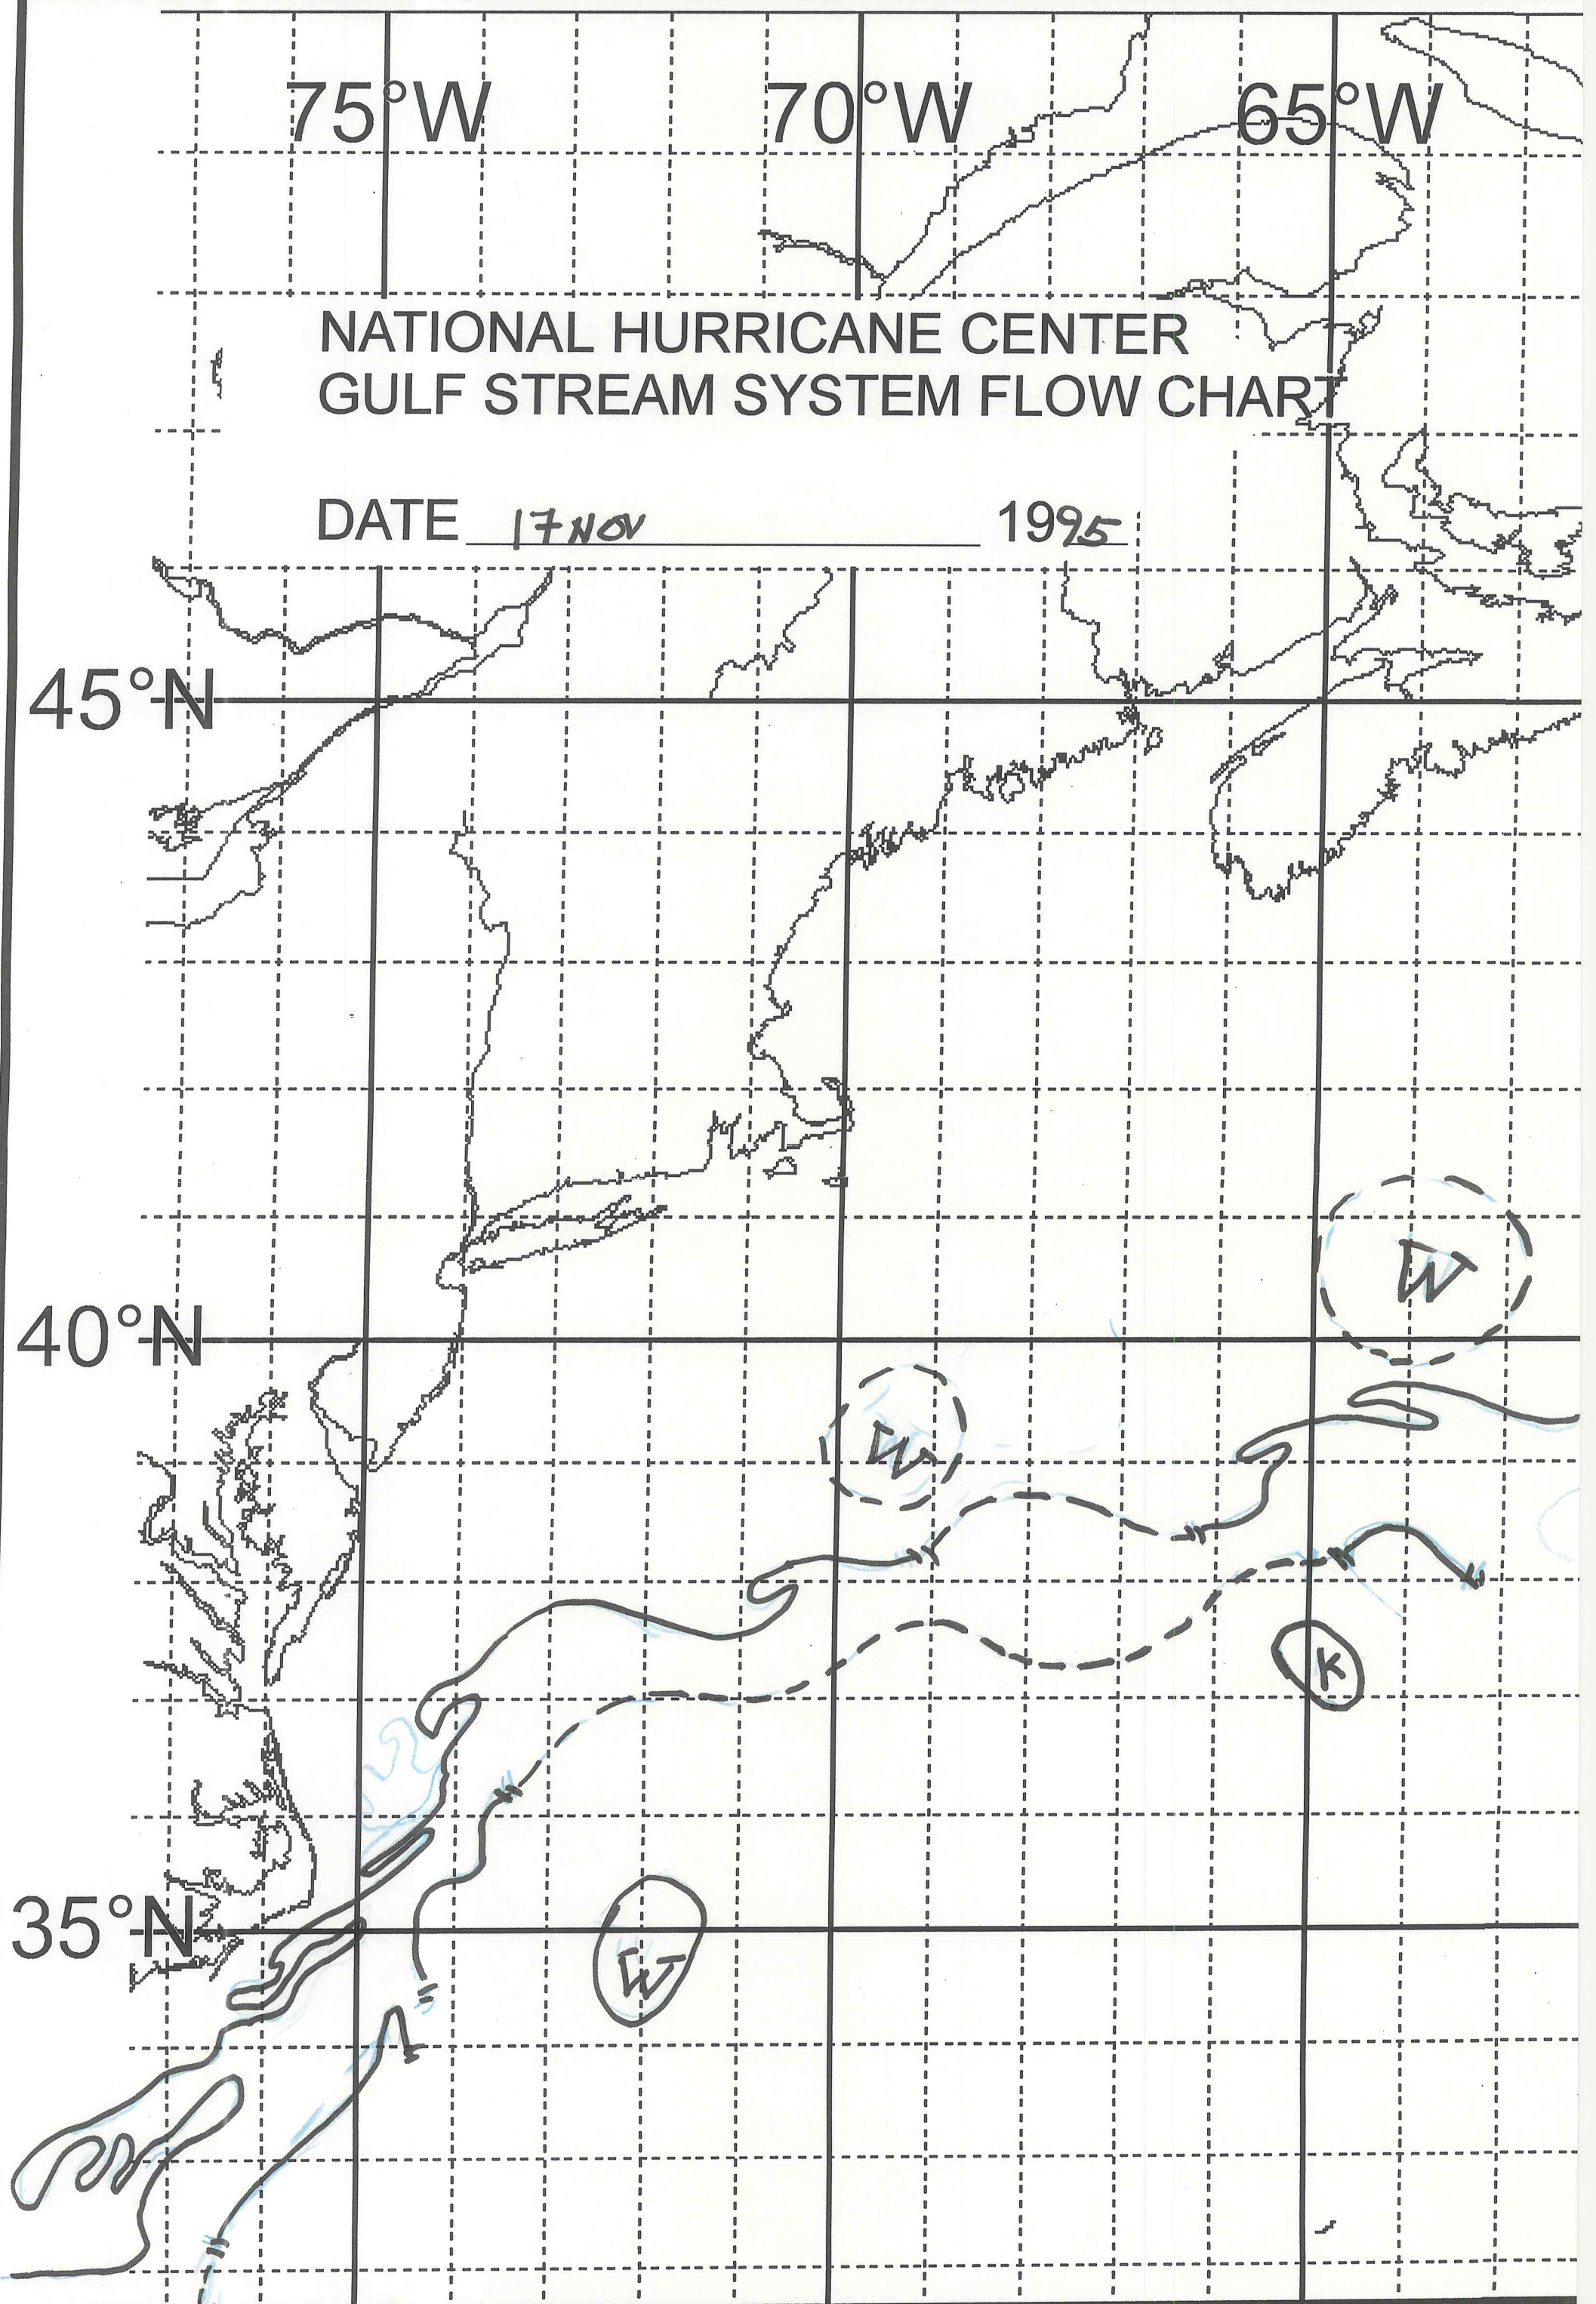 75°W 70°W 65°W
NATIONAL HURRICANE CENTER
GULF STREAM SYSTEM FLOW CHART
DATE 17 NOV 1995
45°N
W
40°N
W
K
35°N
W